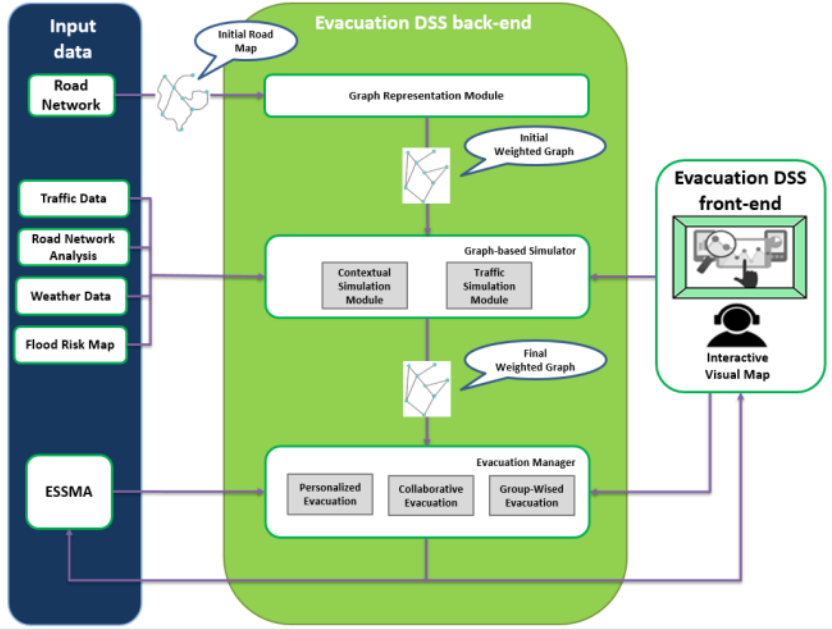 Input
data
Road
Network
Traffic Data
Road Network
Analysis
Weather Data
Flood Risk Map
ESSMA
Initial Road
Map
Evacuation DSS back-end
Graph Representation Module
Initial
Weighted Graph
Graph-based Simulator
Contextual
Simulation
Module
Traffic
Simulation
Module
Final
Weighted Graph
Evacuation Manager
Personalized
Evacuation
Collaborative
Evacuation
Group-Wised
Evacuation
Evacuation DSS
front-end
Interactive
Visual Map